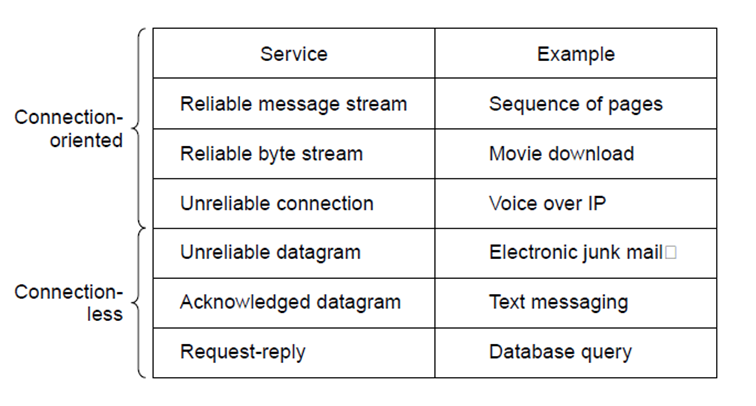 Service Example
Reliable message stream Sequence of pages
Connection-
oriented
Reliable byte stream Movie download
Unreliable connection Voice over IP
Unreliable datagram Electronic junk mail□
Connection-
less
Acknowledged datagram Text messaging
Request-reply Database query